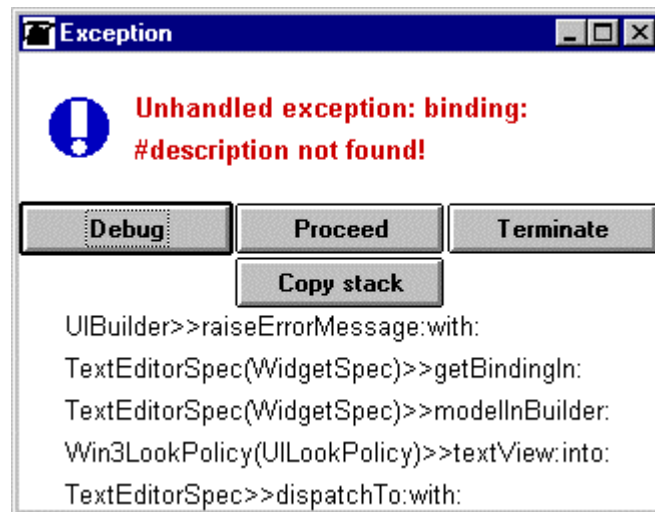 Exception
Unhandled exception: binding:
#description not found!
Debug Proceed Terminate
Copy stack
UIBuilder>>raiseErrorMessage:with:
TextEditorSpec(WidgetSpec)>>getBindingIn:
TextEditorSpec(WidgetSpec)>>modelInBuilder:
Win3LookPolicy(UILookPolicy)>>textView:into:
TextEditorSpec>>dispatchTo:with: